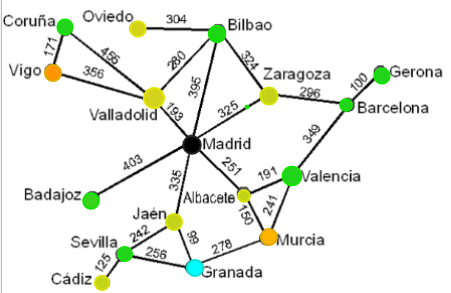 Coruña
Oviedo
304
Bilbao
171
455
280
324
Gerona
Vigo
356
395
Zaragoza
296
100
Valladolid
193
325
Barcelona
349
Madrid
403
251
191
Valencia
335
Badajoz
Albacete
150
241
Jaén
Sevilla
242
99
278
Murcia
125
256
Granada
Cádiz